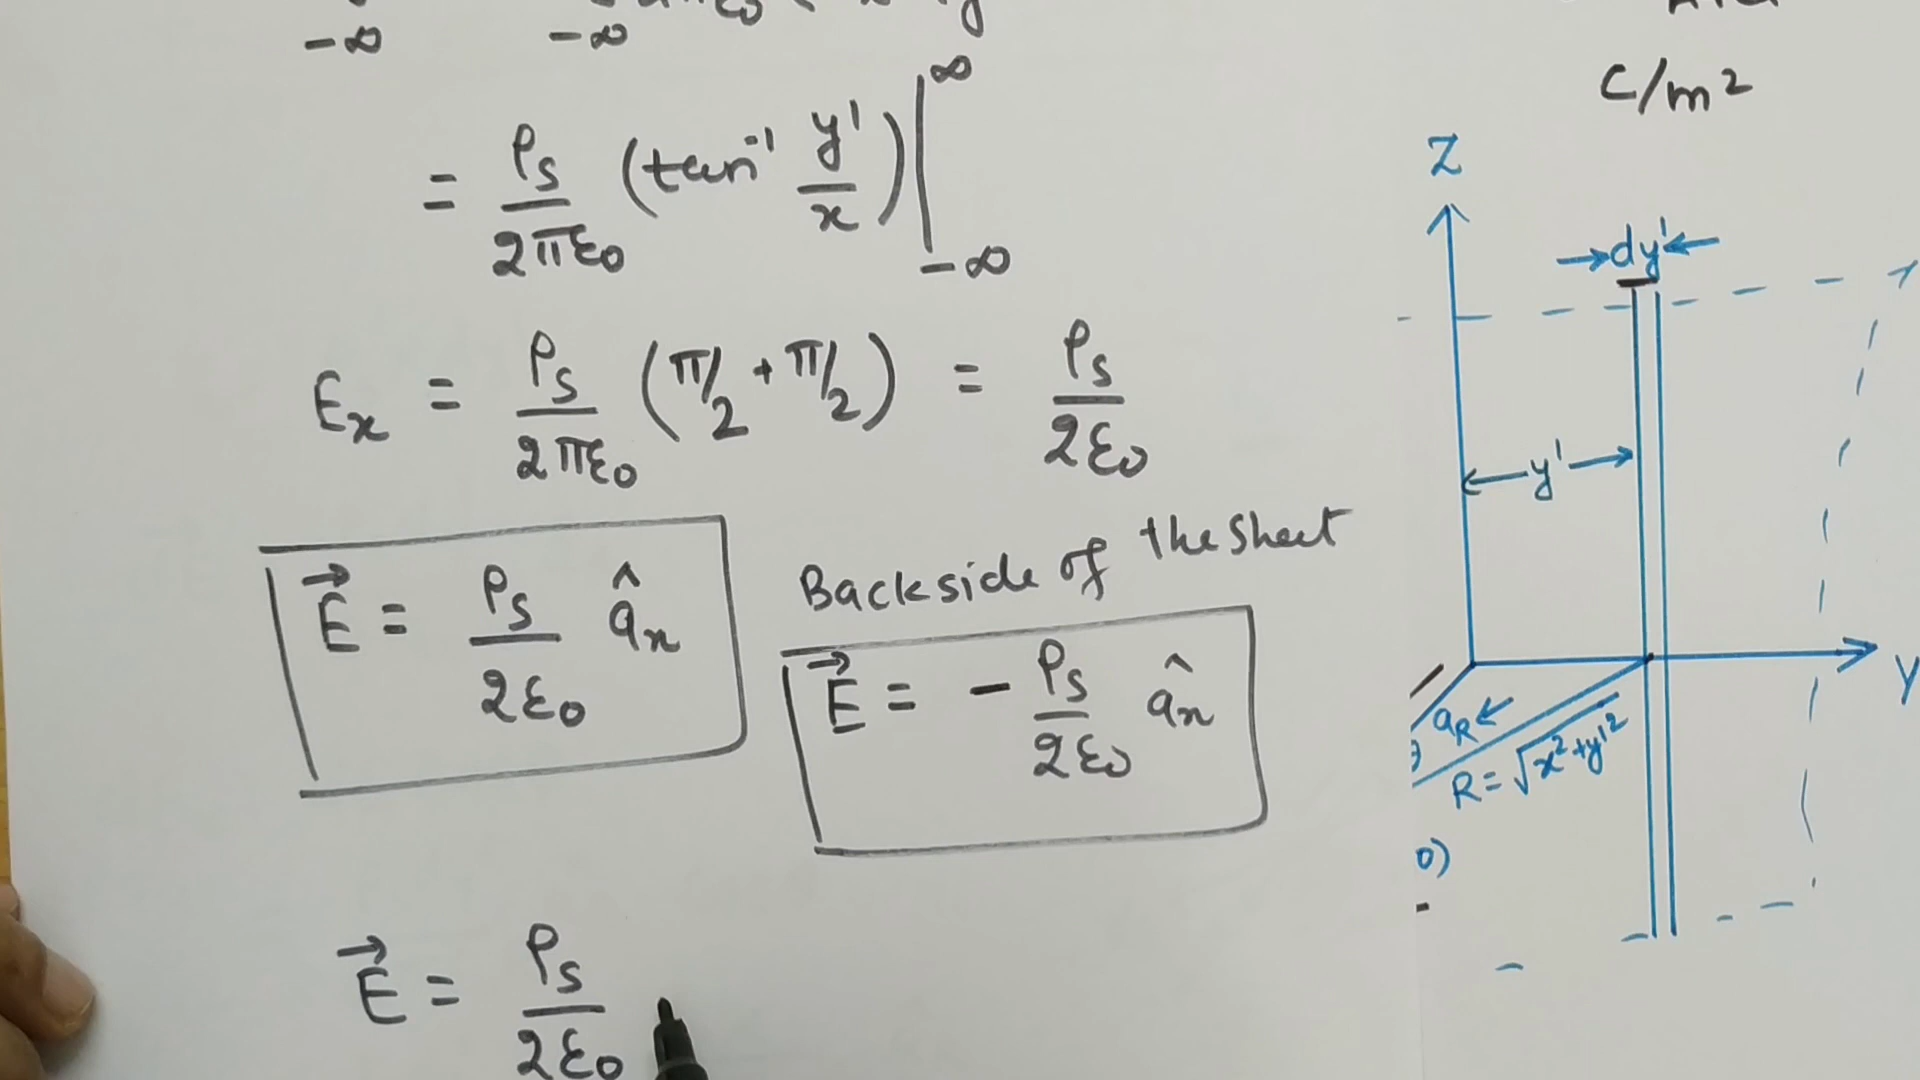 -∞ -∞
= ρs/2πε0 (tan⁻¹ y'/x) |∞ -∞
Ex = ρs/2πε0 (π/2 + π/2) = ρs/2ε0
E⃗ = ρs/2ε0 âx
Backside of the Sheet
E⃗ = - ρs/2ε0 âx
E⃗ = ρs/2ε0
C/m2
Z
dy'
y'
Y
aR
R = √x²+y'²
0)